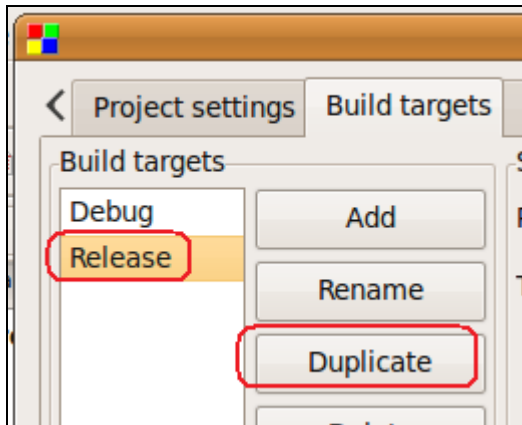 Project settings
Build targets
Build targets
Debug
Release
Add
Rename
Duplicate